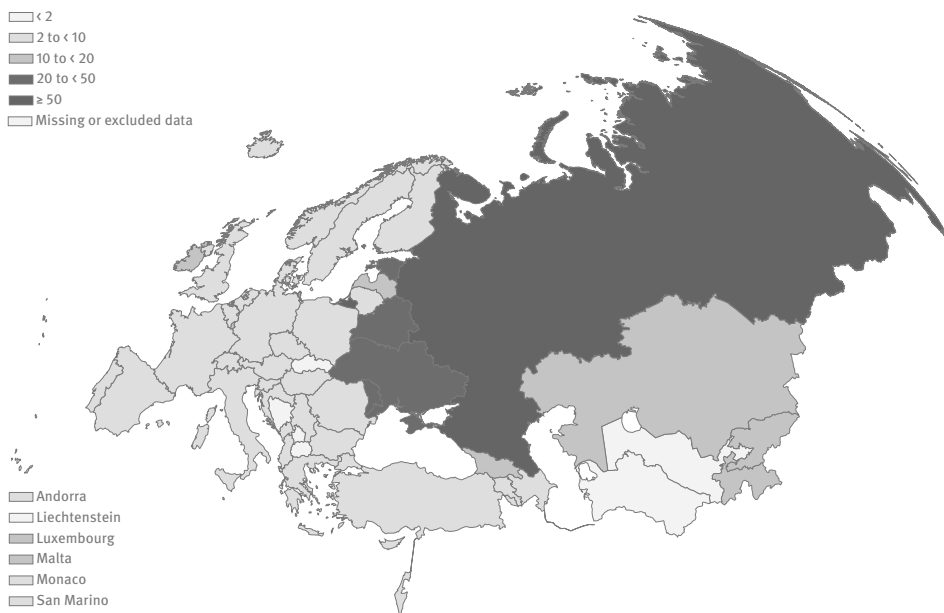 < 2
2 to < 10
10 to < 20
20 to < 50
≥ 50
Missing or excluded data
Andorra
Liechtenstein
Luxembourg
Malta
Monaco
San Marino